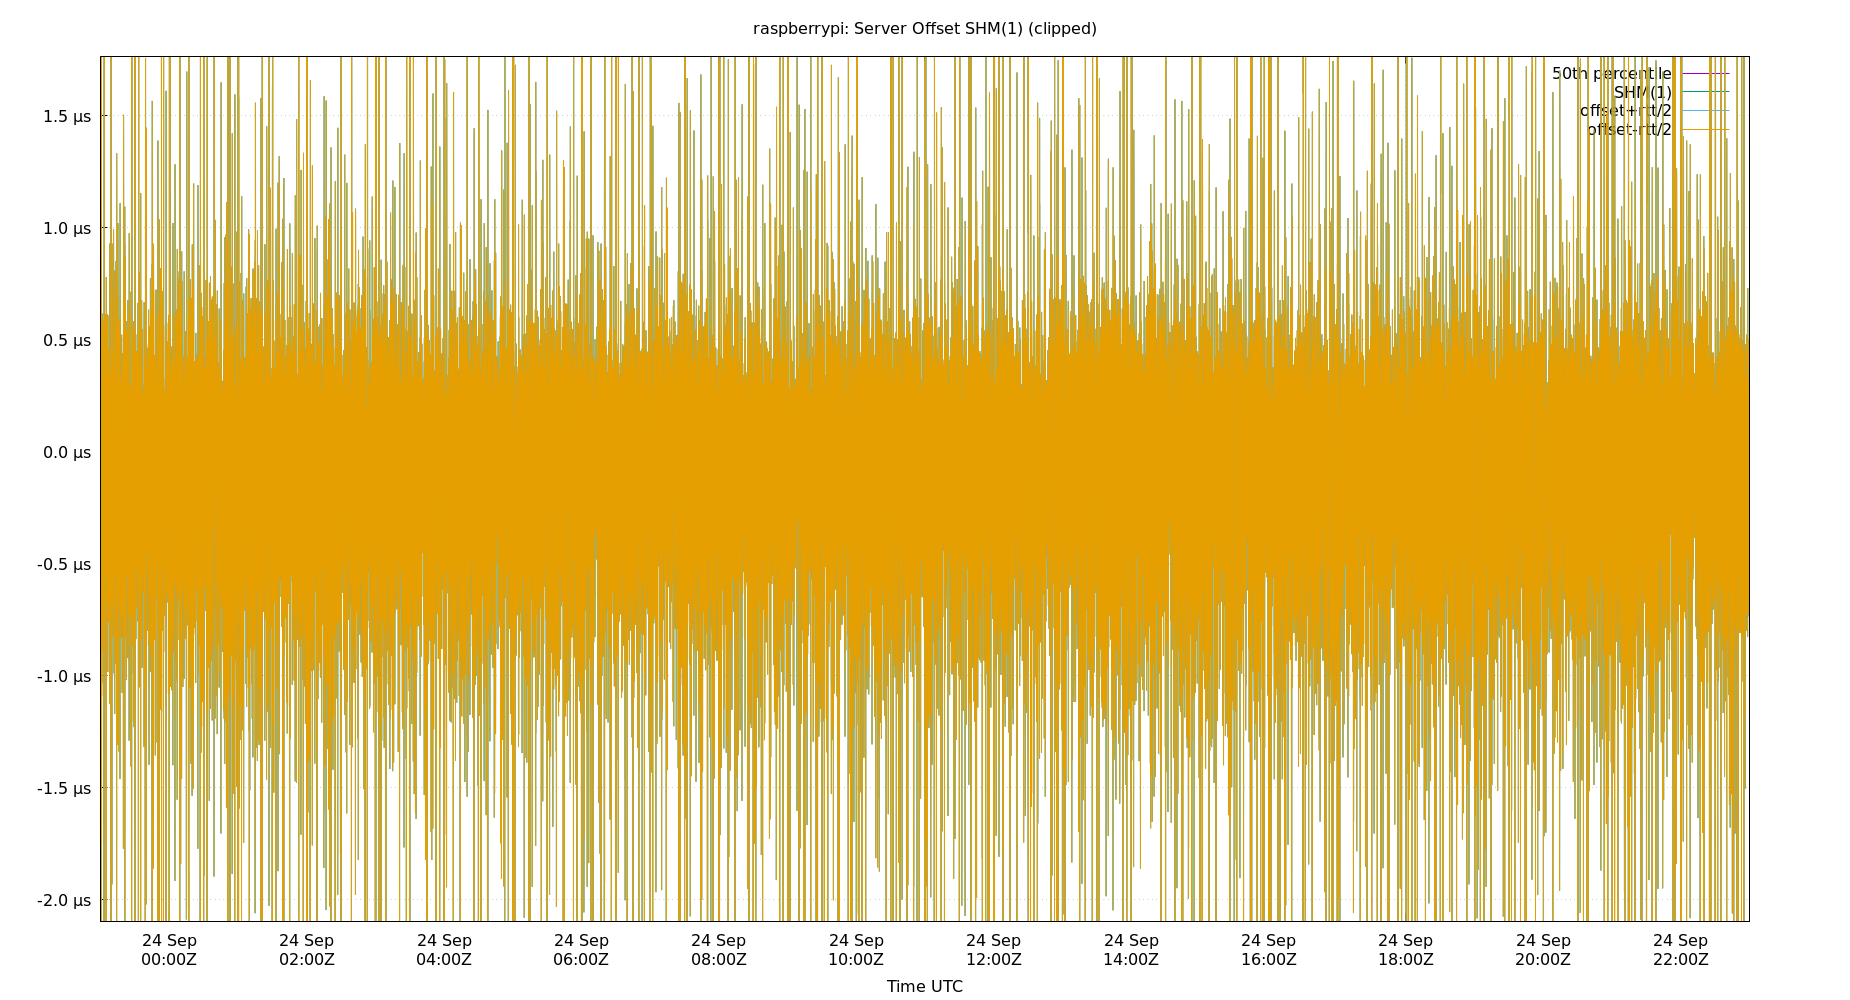 raspberrypi: Server Offset SHM(1) (clipped)
50th percentile
SHM(1)
offset+rtt/2
offset-rtt/2
1.5 µs
1.0 µs
0.5 µs
0.0 µs
-0.5 µs
-1.0 µs
-1.5 µs
-2.0 µs
24 Sep 24 Sep 24 Sep 24 Sep 24 Sep 24 Sep 24 Sep 24 Sep 24 Sep 24 Sep 24 Sep 24 Sep
00:00Z 02:00Z 04:00Z 06:00Z 08:00Z 10:00Z 12:00Z 14:00Z 16:00Z 18:00Z 20:00Z 22:00Z
Time UTC